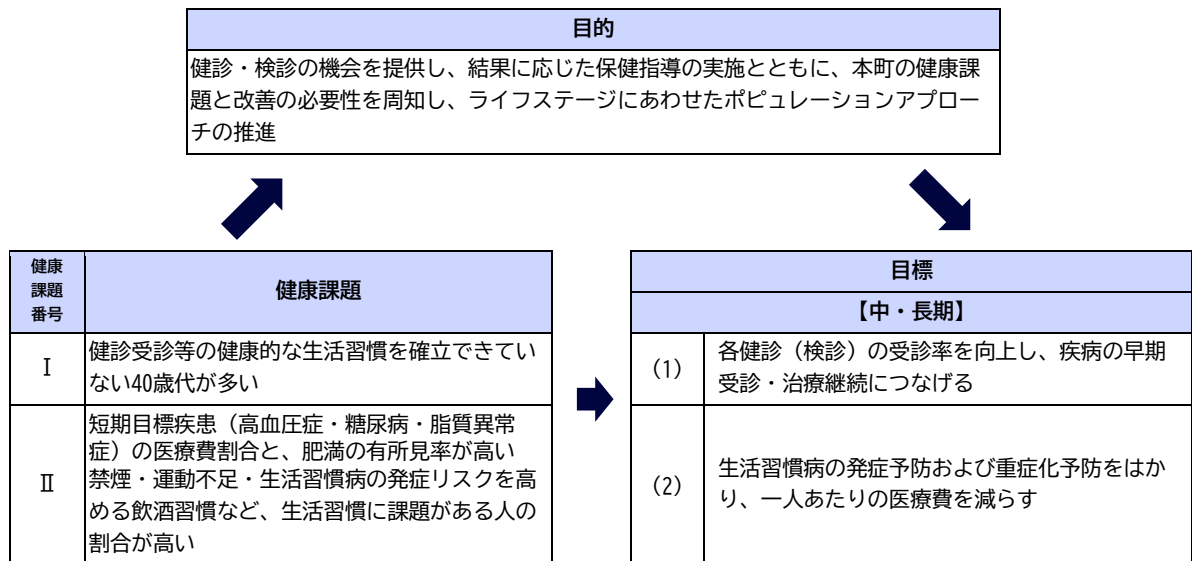 目的
健診・検診の機会を提供し、結果に応じた保健指導の実施とともに、本町の健康課
題と改善の必要性を周知し、ライフステージにあわせたポピュレーションアプロー
チの推進
健康
課題
番号
健康課題
Ⅰ
健診受診等の健康的な生活習慣を確立できてい
ない40歳代が多い
Ⅱ
短期目標疾患（高血圧症・糖尿病・脂質異常
症）の医療費割合と、肥満の有所見率が高い
禁煙・運動不足・生活習慣病の発症リスクを高
める飲酒習慣など、生活習慣に課題がある人の
割合が高い
目標
【中・長期】
(1)
各健診（検診）の受診率を向上し、疾病の早期
受診・治療継続につなげる
(2)
生活習慣病の発症予防および重症化予防をはか
り、一人あたりの医療費を減らす